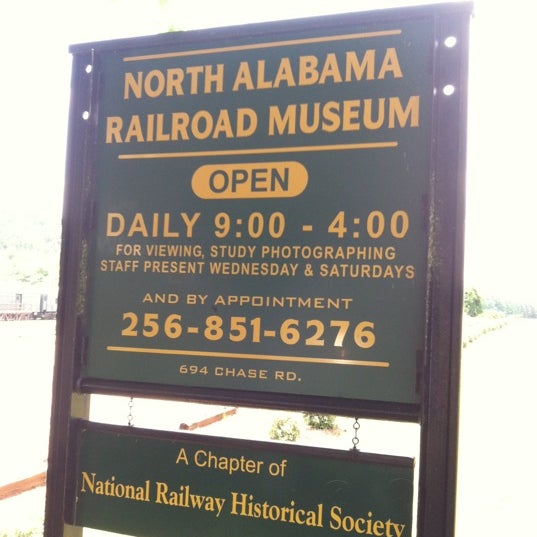 NORTH ALABAMA
RAILROAD MUSEUM
OPEN
DAILY 9:00 - 4:00
FOR VIEWING, STUDY PHOTOGRAPHING
STAFF PRESENT WEDNESDAY & SATURDAYS
AND BY APPOINTMENT
256-851-6276
694 CHASE RD.
A Chapter of
National Railway Historical Society